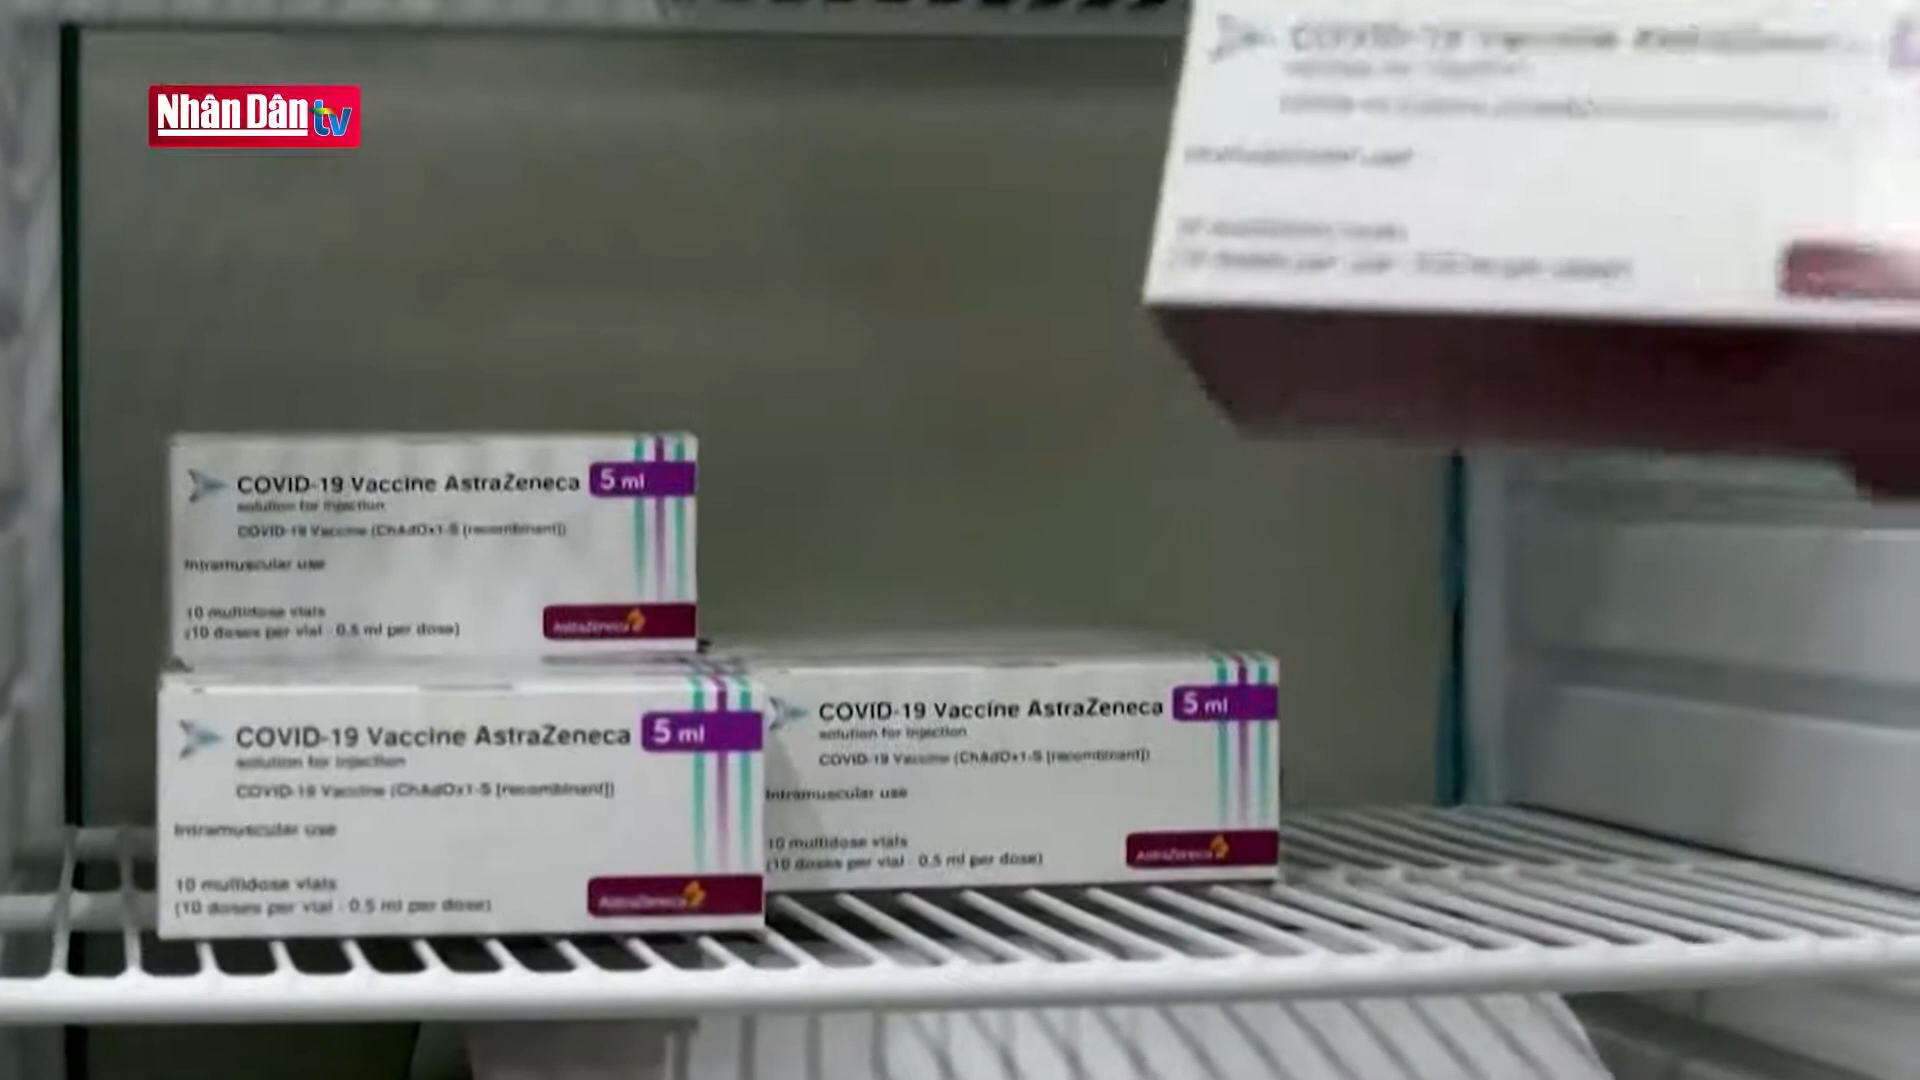 Nhân Dân tv
COVID-19 Vaccine AstraZeneca
COVID-19 Vaccine AstraZeneca 5 ml
solution for injection
COVID-19 Vaccine (ChAdOx1-S [recombinant])
Intramuscular use
10 multidose vials
(10 doses per vial - 0.5 ml per dose)
AstraZeneca
COVID-19 Vaccine AstraZeneca 5 ml
solution for injection
COVID-19 Vaccine (ChAdOx1-S [recombinant])
Intramuscular use
10 multidose vials
(10 doses per vial - 0.5 ml per dose)
AstraZeneca
COVID-19 Vaccine AstraZeneca 5 ml
solution for injection
COVID-19 Vaccine (ChAdOx1-S [recombinant])
Intramuscular use
10 multidose vials
(10 doses per vial - 0.5 ml per dose)
AstraZeneca